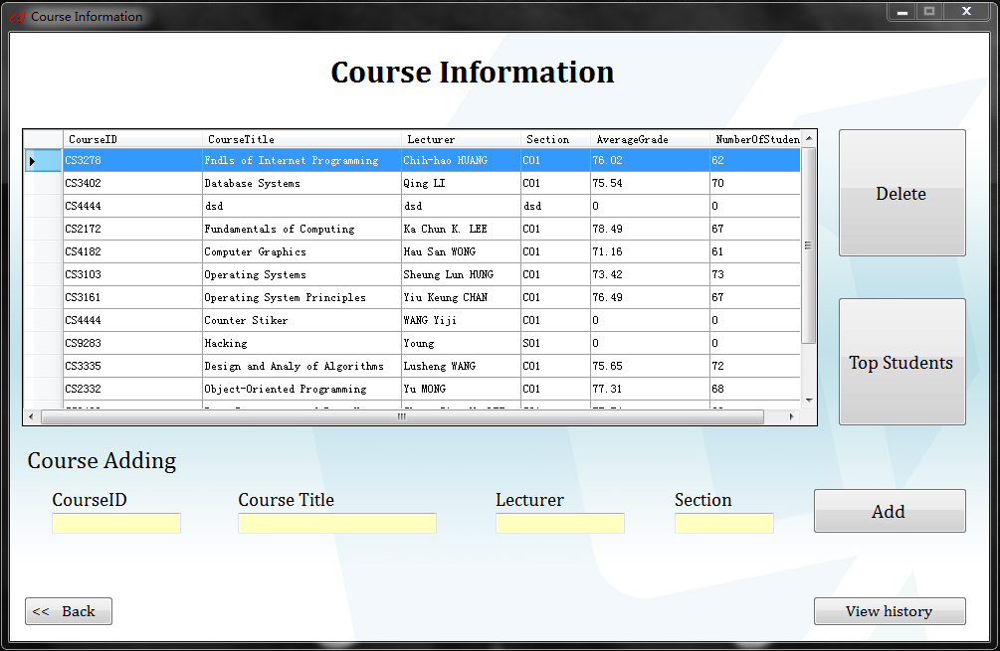 Course Information
Course Information
CourseID CourseTitle Lecturer Section AverageGrade NumberOfStuden
CS3278 Fndls of Internet Programming Chih-hao HUANG C01 76.02 62
CS3402 Database Systems Qing LI C01 75.54 70
CS4444 dsd dsd dsd 0 0
CS2172 Fundamentals of Computing Ka Chun K. LEE C01 78.49 67
CS4182 Computer Graphics Hau San WONG C01 71.16 61
CS3103 Operating Systems Sheung Lun HUNG C01 73.42 73
CS3161 Operating System Principles Yiu Keung CHAN C01 76.49 67
CS4444 Counter Stiker WANG Yiji C01 0 0
CS9283 Hacking Young S01 0 0
CS3335 Design and Analy of Algorithms Lusheng WANG C01 75.65 72
CS2332 Object-Oriented Programming Yu MONG C01 77.31 68
Delete
Top Students
Course Adding
CourseID Course Title Lecturer Section
Add
<< Back
View history